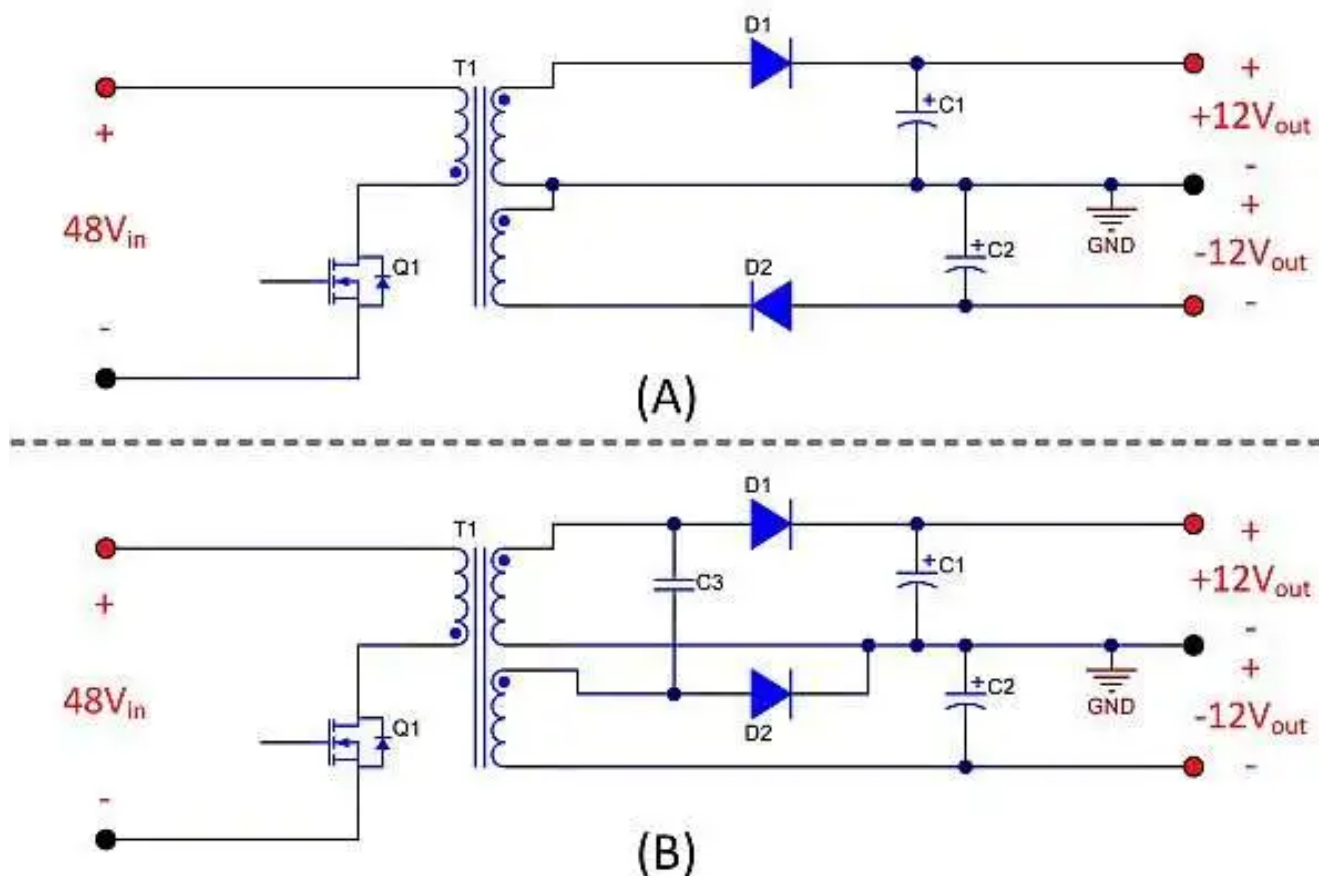 D1
T1
+
+
C1
+12Vout
+
-
+
48Vin
Q1
+
C2
GND
-12Vout
D2
-
-
(A)
D1
T1
+
+
C1
+12Vout
C3
+
-
+
48Vin
Q1
+
C2
GND
-12Vout
D2
-
-
(B)